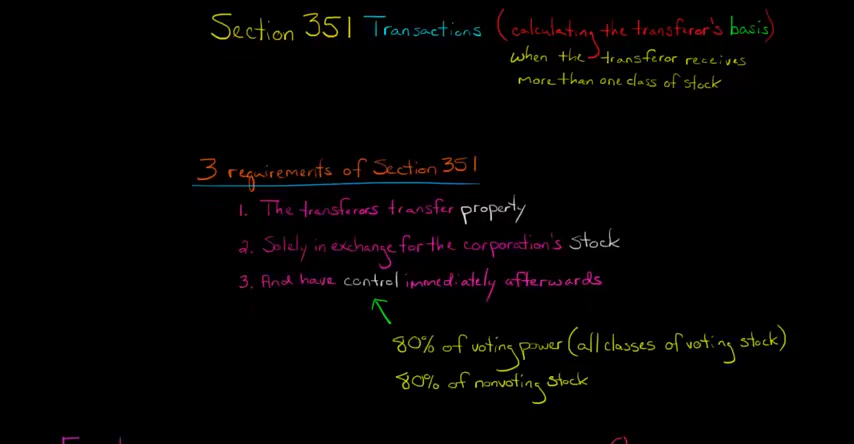 Section 351 Transactions (calculating the transferor's basis)
when the transferor receives
more than one class of stock
3 requirements of Section 351
1. The transferors transfer property
2. Solely in exchange for the corporation's stock
3. And have control immediately afterwards
80% of voting power (all classes of voting stock)
80% of nonvoting stock